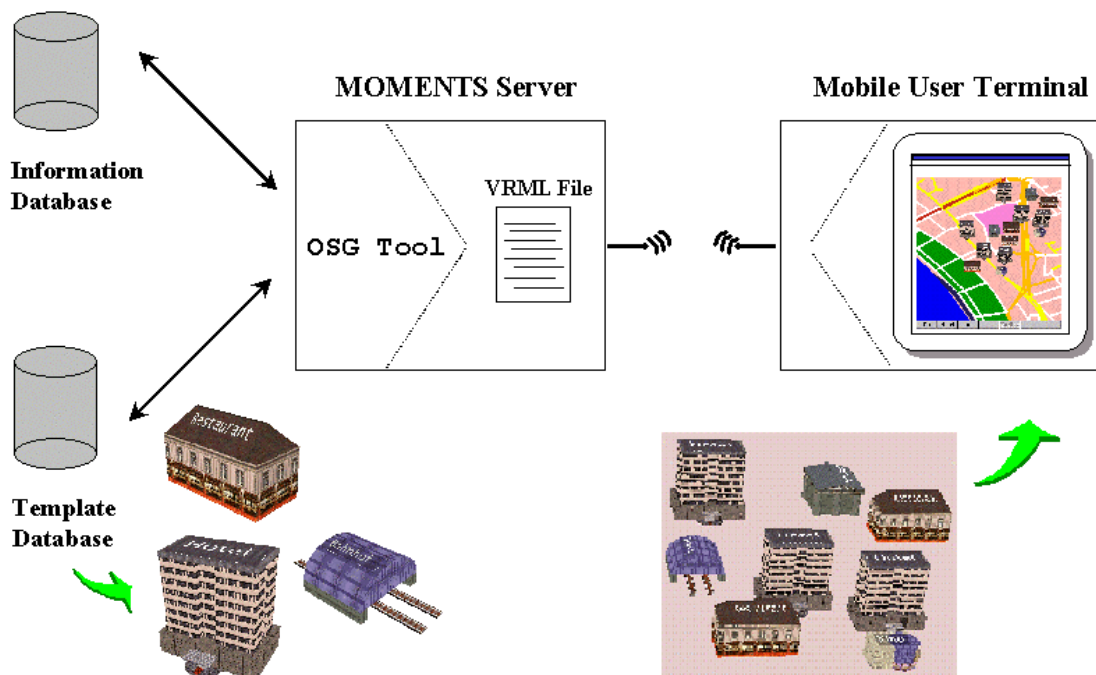 MOMENTS Server
Mobile User Terminal
Information
Database
VRML File
OSG Tool
Template
Database
Restaurant
Hotel
Bahnhof